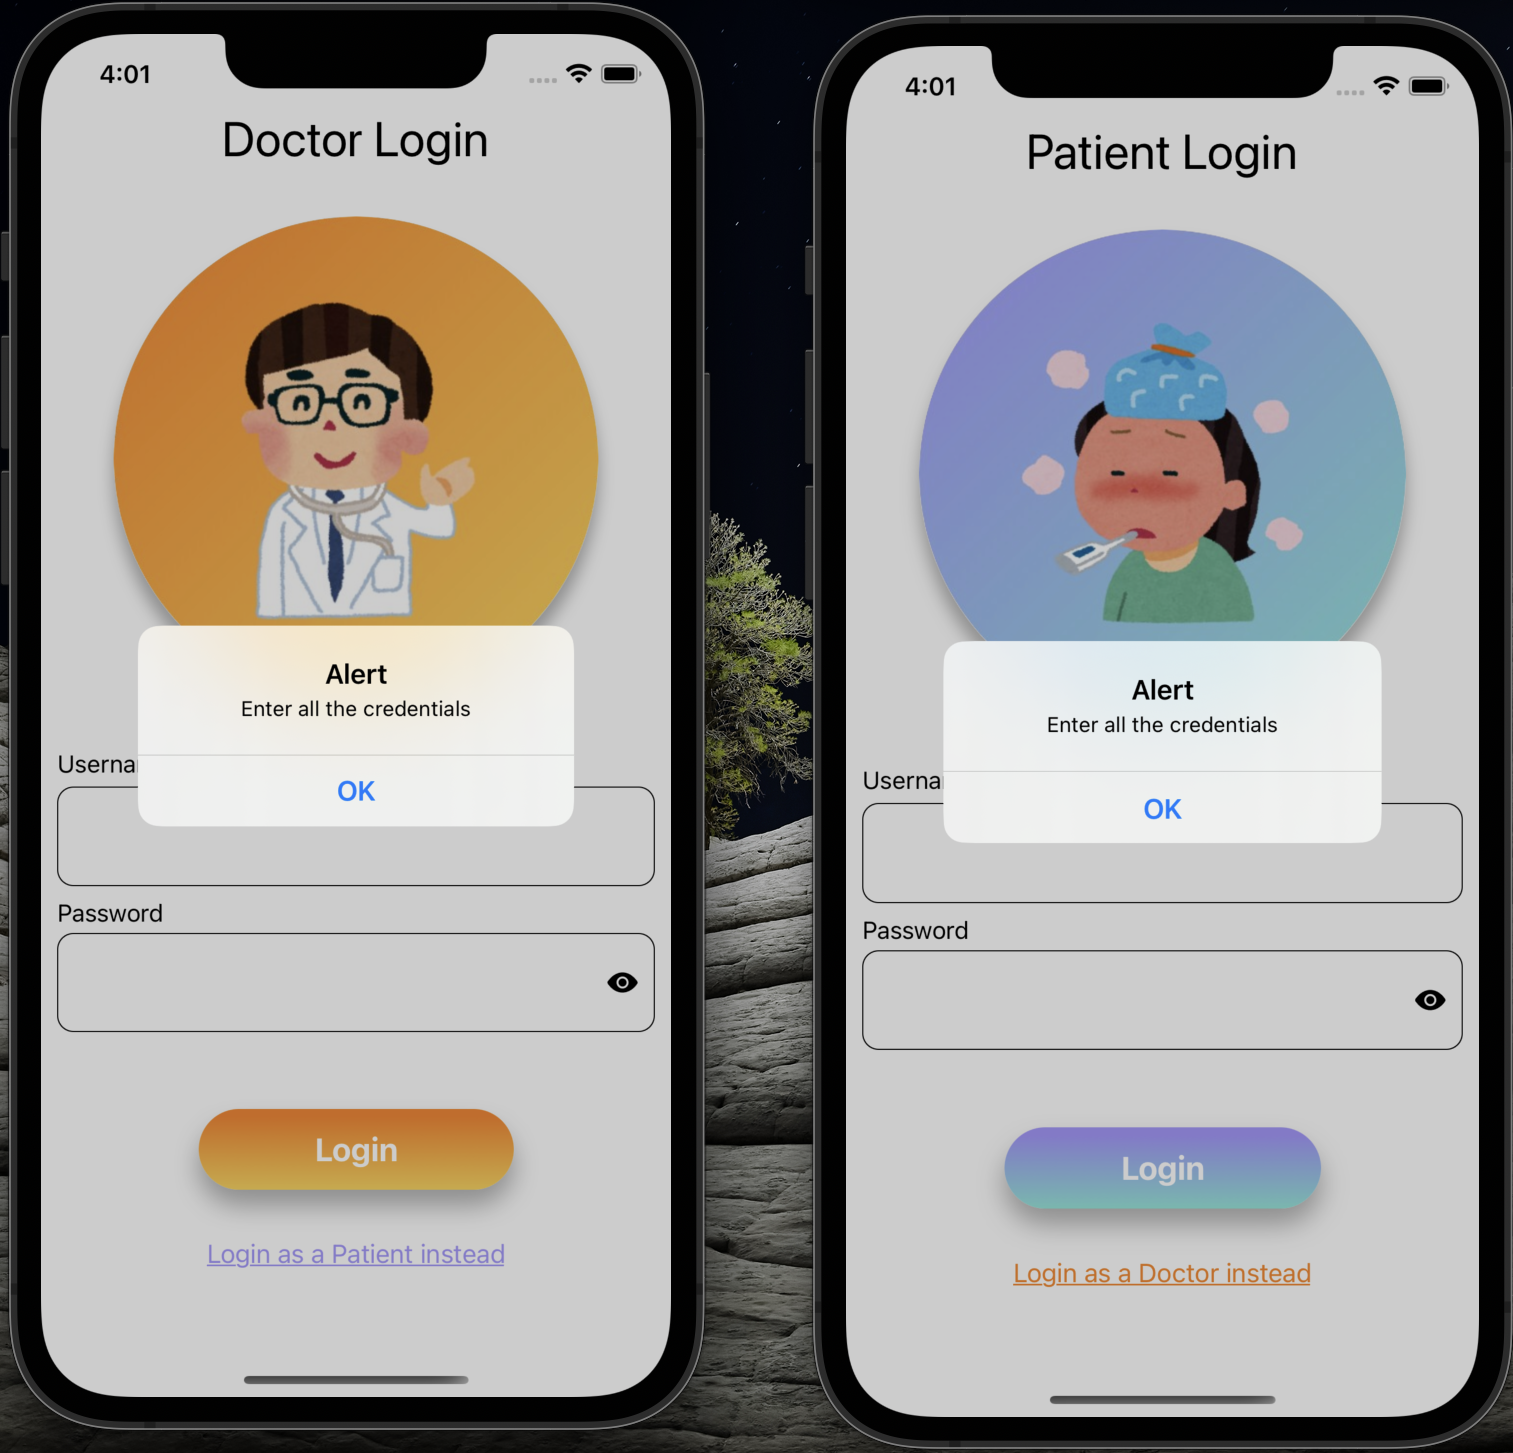 4:01
Doctor Login
Alert
Enter all the credentials
OK
Userna
Password
Login
Login as a Patient instead
4:01
Patient Login
Alert
Enter all the credentials
OK
Userna
Password
Login
Login as a Doctor instead